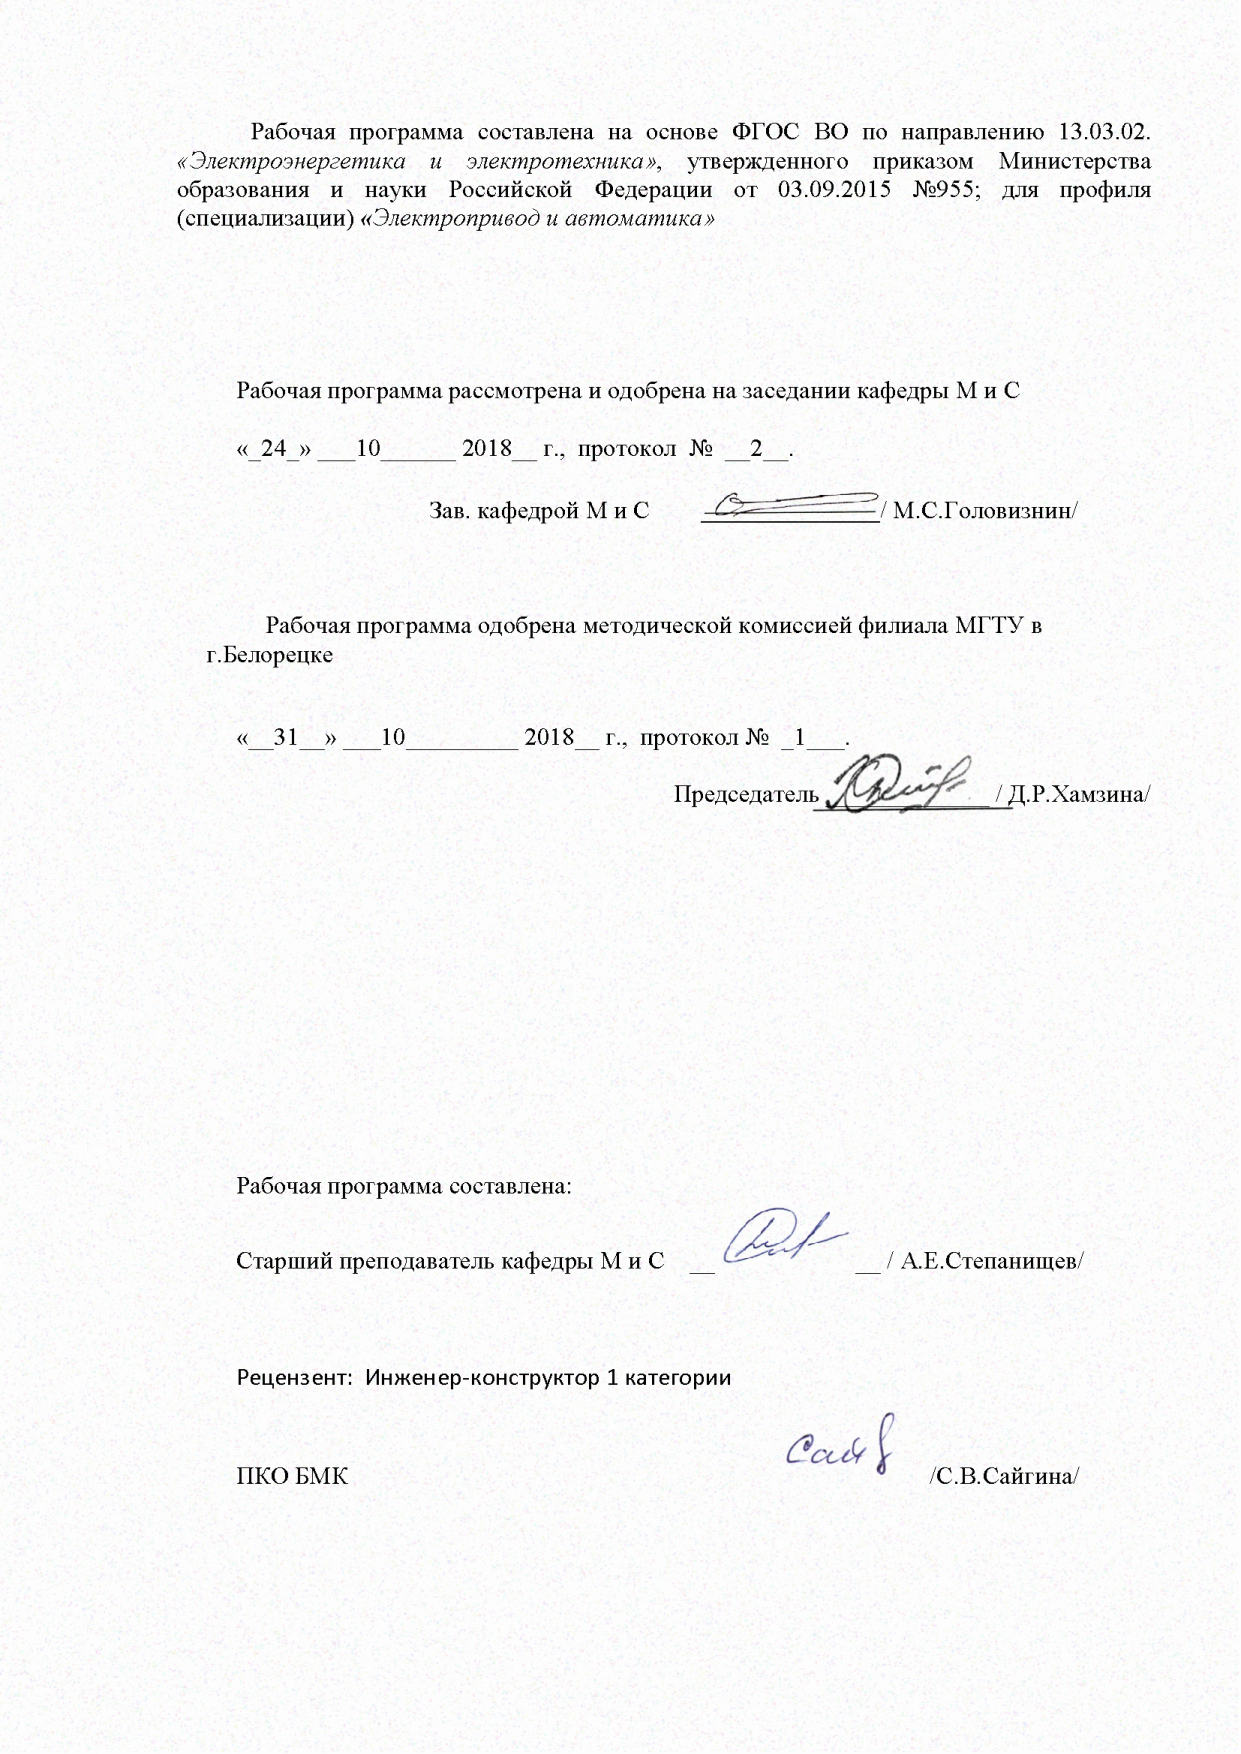 Рабочая программа составлена на основе ФГОС ВО по направлению 13.03.02.
«Электроэнергетика и электротехника», утвержденного приказом Министерства
образования и науки Российской Федерации от 03.09.2015 №955; для профиля
(специализации) «Электропривод и автоматика»
Рабочая программа рассмотрена и одобрена на заседании кафедры М и С
«_24_» ___10______ 2018__ г., протокол № __2__.
Зав. кафедрой М и С ______________/ М.С.Головизнин/
Рабочая программа одобрена методической комиссией филиала МГТУ в
г.Белорецке
«__31__» ___10_________ 2018__ г., протокол № _1___.
Председатель______________ / Д.Р.Хамзина/
Рабочая программа составлена:
Старший преподаватель кафедры М и С __ __ / А.Е.Степанищев/
Рецензент: Инженер-конструктор 1 категории
ПКО БМК /С.В.Сайгина/